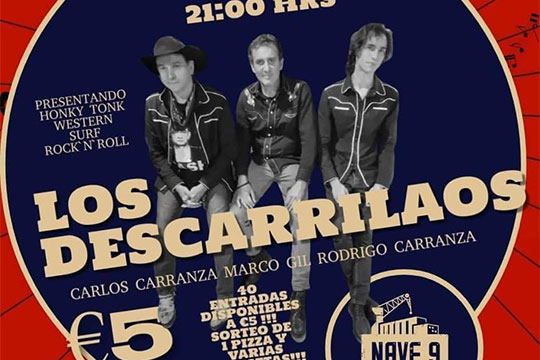 21:00 HRS
PRESENTANDO
HONKY TONK
WESTERN
SURF
ROCK`N`ROLL
LOS
DESCARRILAOS
CARLOS CARRANZA MARCO GIL RODRIGO CARRANZA
€5
40
ENTRADAS
DISPONIBLES
A €5 !!!
SORTEO DE
1 PIZZA Y
VARIAS
NAVE 9